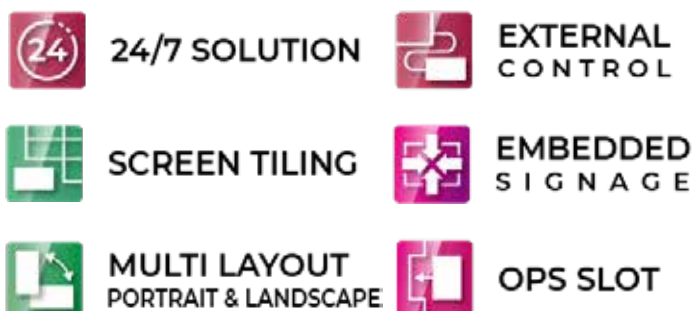 24
24/7 SOLUTION
EXTERNAL
CONTROL
SCREEN TILING
EMBEDDED
SIGNAGE
MULTI LAYOUT
PORTRAIT & LANDSCAPE
OPS SLOT